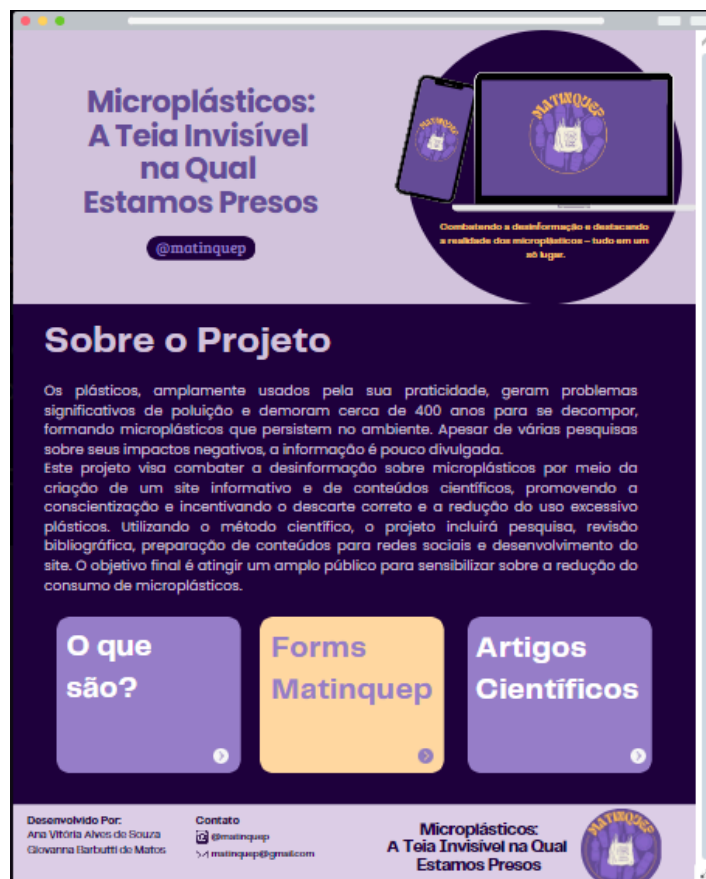 Microplásticos:
A Teia Invisível
na Qual
Estamos Presos
@matinquep
MATINQUEP
MATINQUEP
Combatendo a desinformação e destacando
a realidade dos microplásticos – tudo em um
só lugar.
Sobre o Projeto
Os plásticos, amplamente usados pela sua praticidade, geram problemas
significativos de poluição e demoram cerca de 400 anos para se decompor,
formando microplásticos que persistem no ambiente. Apesar de várias pesquisas
sobre seus impactos negativos, a informação é pouco divulgada.
Este projeto visa combater a desinformação sobre microplásticos por meio da
criação de um site informativo e de conteúdos científicos, promovendo a
conscientização e incentivando o descarte correto e a redução do uso excessivo
plásticos. Utilizando o método científico, o projeto incluirá pesquisa, revisão
bibliográfica, preparação de conteúdos para redes sociais e desenvolvimento do
site. O objetivo final é atingir um amplo público para sensibilizar sobre a redução do
consumo de microplásticos.
O que
são?
Forms
Matinquep
Artigos
Científicos
Desenvolvido Por:
Ana Vitória Alves de Souza
Giovanna Barbutti de Matos
Contato
@matinquep
matinquep@gmail.com
Microplásticos:
A Teia Invisível na Qual
Estamos Presos
MATINQUEP